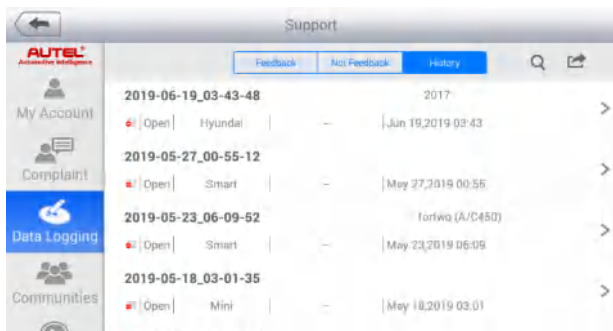 Support
AUTEL
Automotive Intelligence
Feedback Not Feedback History
My Account
Complaint
Data Logging
Communities
2019-06-19_03-43-48 2017
Open Hyundai -- Jun 19,2019 03:43
2019-05-27_00-55-12
Open Smart -- May 27,2019 00:55
2019-05-23_06-09-52 fortwo (A/C450)
Open Smart -- May 23,2019 06:09
2019-05-18_03-01-35
Open Mini -- May 18,2019 03:01